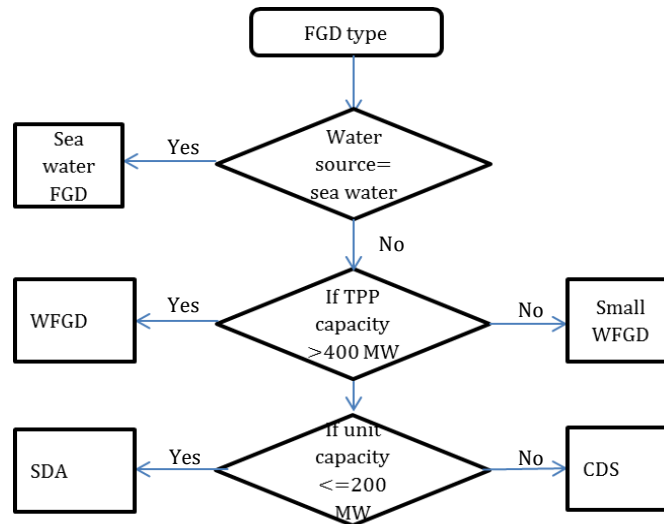 FGD type
Sea
water
FGD
Yes
Water
source=
sea water
No
WFGD
Yes
If TPP
capacity
>400 MW
No
Small
WFGD
SDA
Yes
If unit
capacity
<=200
MW
No
CDS